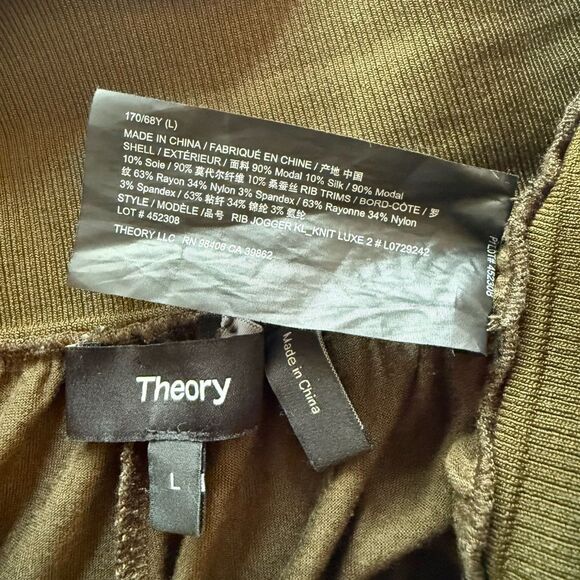 170/68Y (L)
MADE IN CHINA / FABRIQUÉ EN CHINE / 产地 中国
SHELL / EXTÉRIEUR / 面料 90% Modal 10% Silk / 90% Modal
10% Soie / 90% 莫代尔纤维 10% 桑蚕丝 RIB TRIMS / BORD-CÔTE / 罗
纹 63% Rayon 34% Nylon 3% Spandex / 63% Rayonne 34% Nylon
3% Spandex / 63% 粘纤 34% 锦纶 3% 氨纶
STYLE / MODÈLE / 品号 RIB JOGGER KL_KNIT LUXE 2 # L0729242
LOT # 452308
THEORY LLC RN 98406 CA 39862
PLOT# 452308
Theory
L
Made in
China